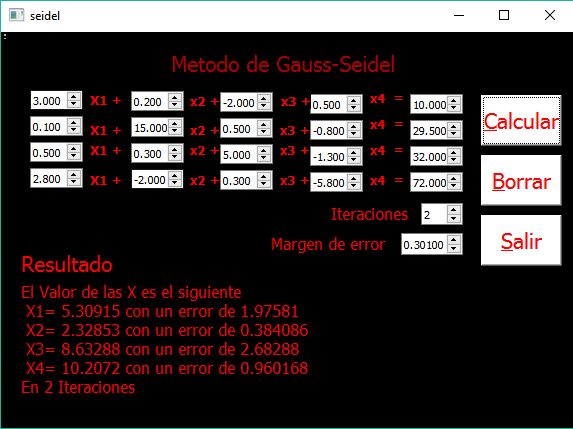 seidel
Metodo de Gauss-Seidel
3.000 X1 + 0.200 x2 + -2.000 x3 + 0.500 x4 = 10.000
0.100 X1 + 15.000 x2 + 0.500 x3 + -0.800 x4 = 29.500
0.500 X1 + 0.300 x2 + 5.000 x3 + -1.300 x4 = 32.000
2.800 X1 + -2.000 x2 + 0.300 x3 + -5.800 x4 = 72.000
Calcular
Borrar
Salir
Iteraciones 2
Margen de error 0.30100
Resultado
El Valor de las X es el siguiente
X1= 5.30915 con un error de 1.97581
X2= 2.32853 con un error de 0.384086
X3= 8.63288 con un error de 2.68288
X4= 10.2072 con un error de 0.960168
En 2 Iteraciones